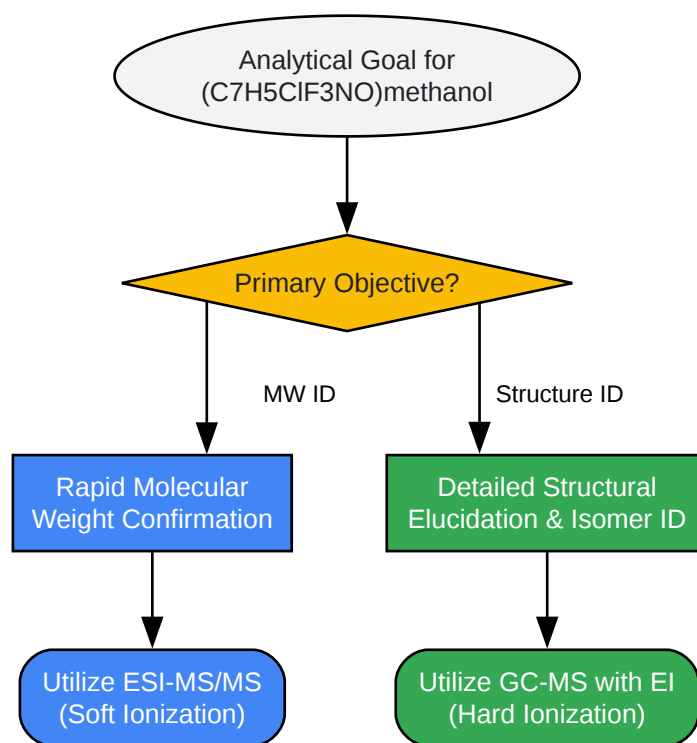 Analytical Goal for
(C7H5ClF3NO)methanol
Primary Objective?
MW ID
Structure ID
Rapid Molecular
Weight Confirmation
Detailed Structural
Elucidation & Isomer ID
Utilize ESI-MS/MS
(Soft Ionization)
Utilize GC-MS with EI
(Hard Ionization)